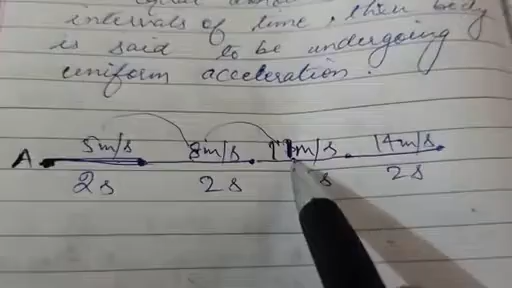 intervals of time, then body
is said to be undergoing
uniform acceleration.
5m/s 8m/s 11m/s 14m/s
A
2s 2s s 2s